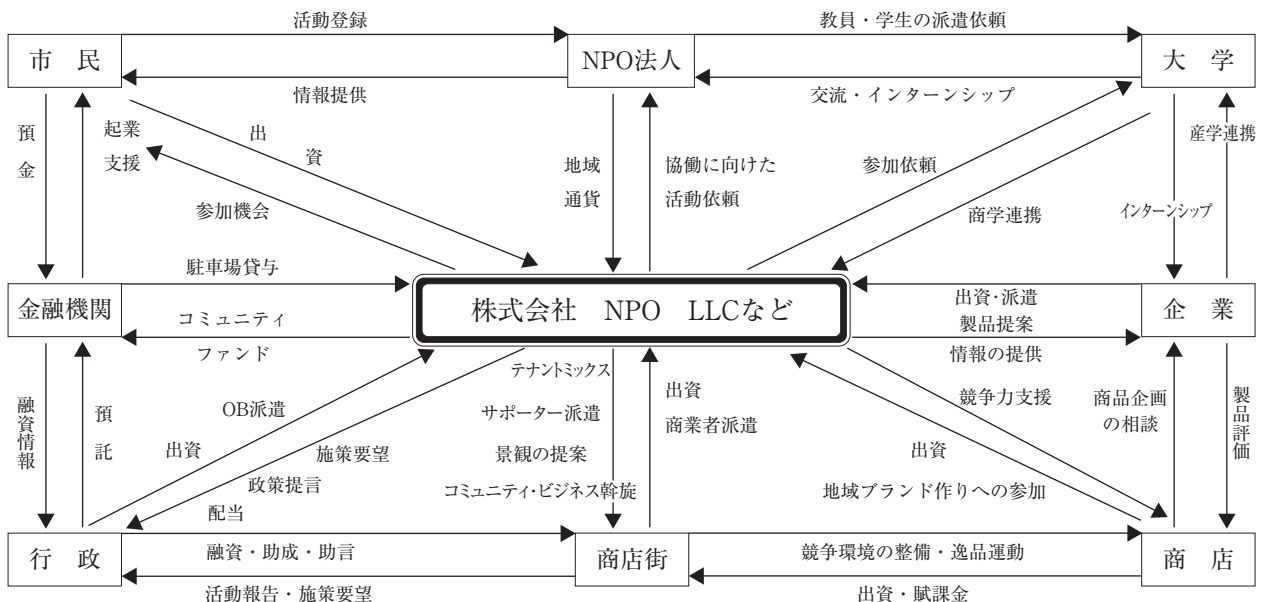 活動登録
教員・学生の派遣依頼
市　民
NPO法人
大　学
情報提供
交流・インターンシップ
預金
起業
支援
出資
地域
通貨
協働に向けた
活動依頼
参加依頼
産学連携
参加機会
商学連携
インターンシップ
駐車場貸与
金融機関
株式会社　NPO　LLCなど
出資・派遣
製品提案
企　業
コミュニティ
ファンド
情報の提供
融資情報
預託
OB派遣
出資
テナントミックス
サポーター派遣
景観の提案
コミュニティ・ビジネス斡旋
出資
商業者派遣
競争力支援
商品企画
の相談
製品評価
施策要望
政策提言
配当
出資
地域ブランド作りへの参加
行　政
融資・助成・助言
商店街
競争環境の整備・逸品運動
商　店
活動報告・施策要望
出資・賦課金